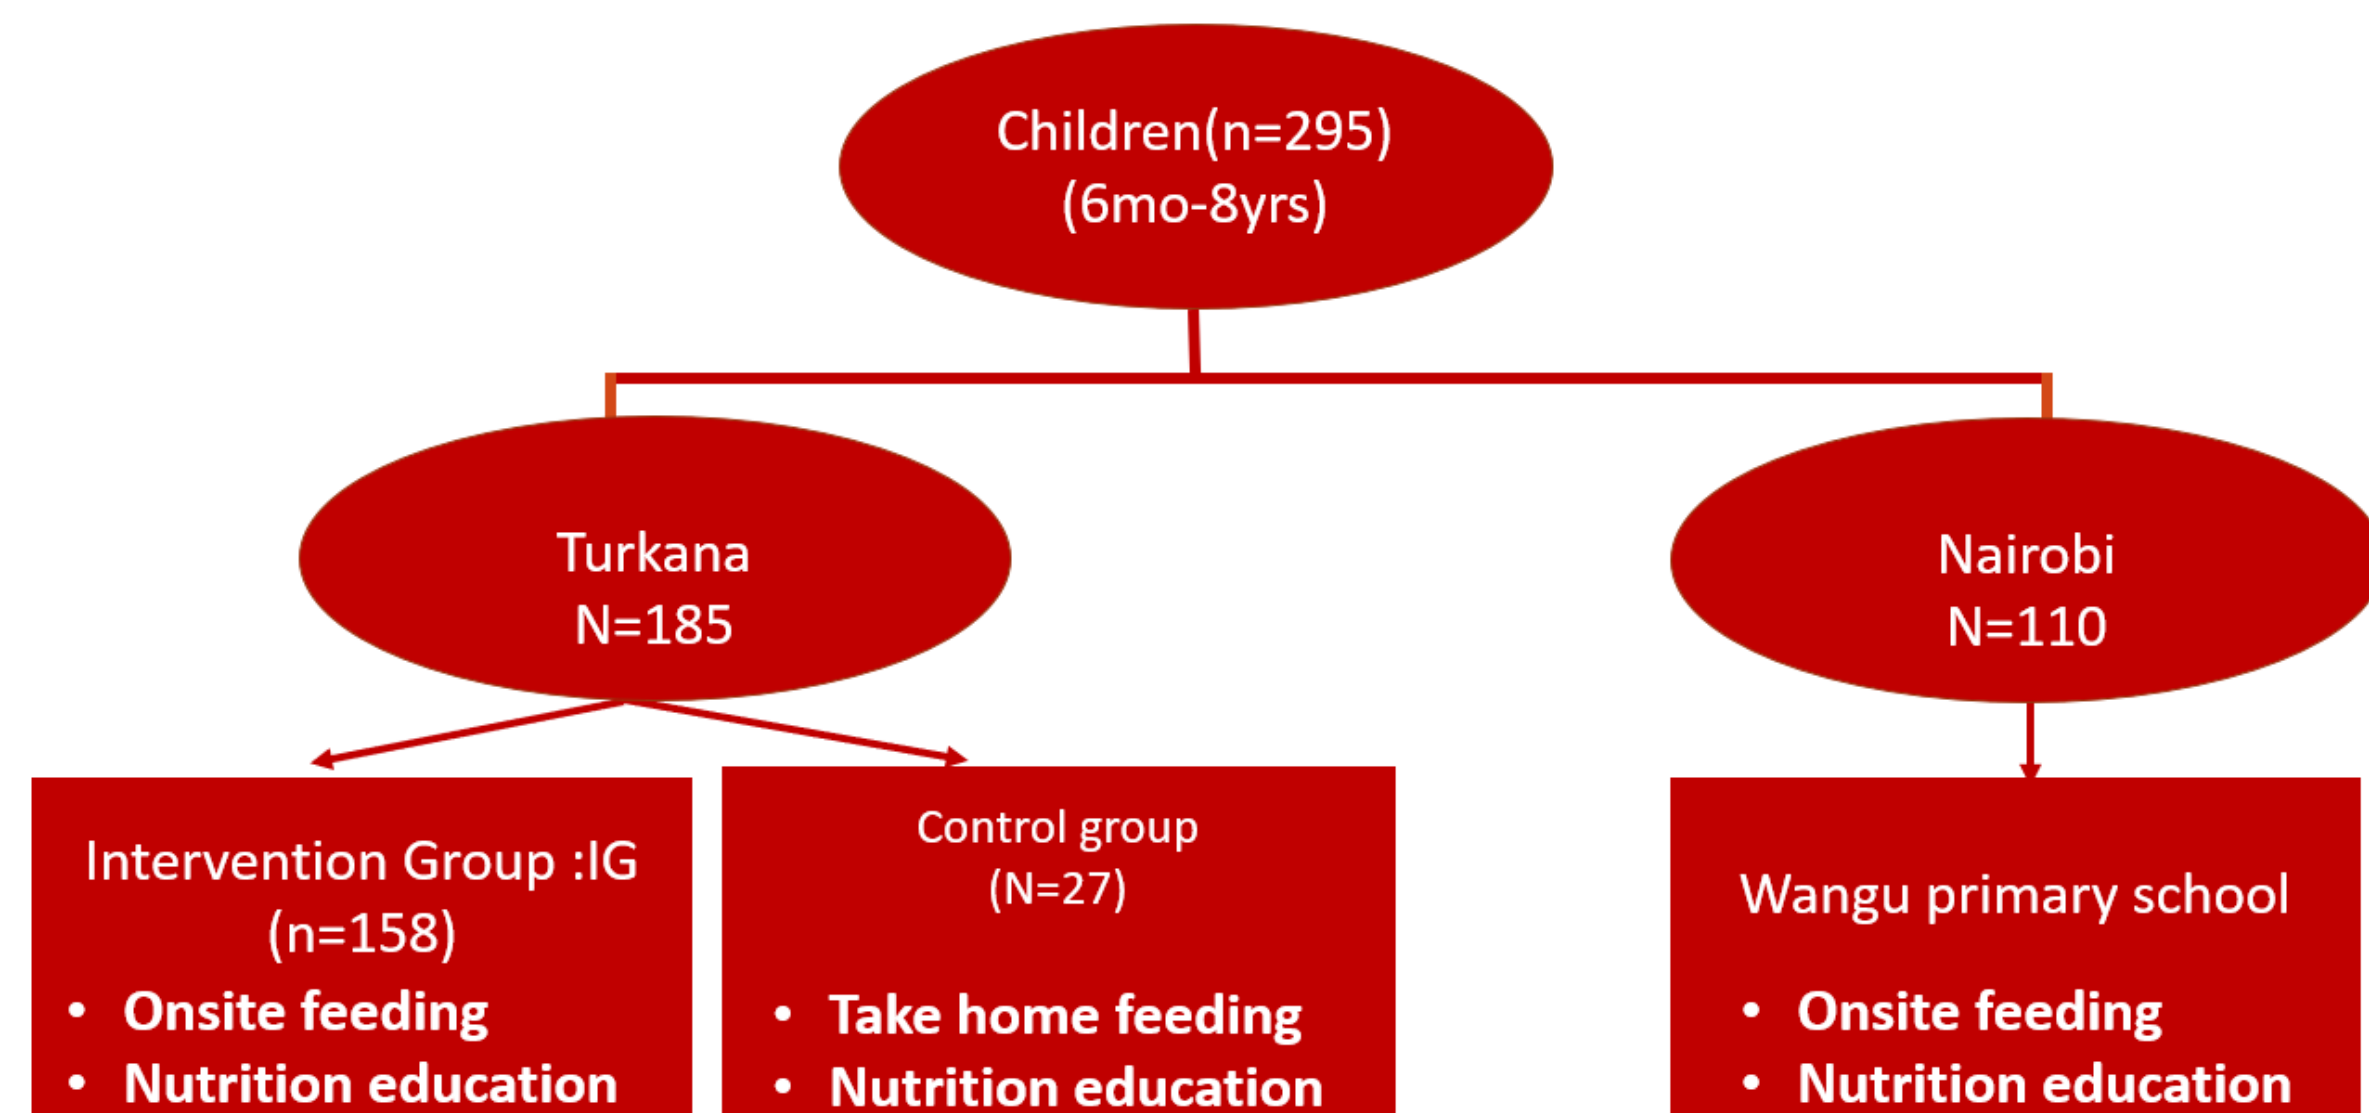 Children(n=295)
(6mo-8yrs)
Turkana
N=185
Nairobi
N=110
Intervention Group :IG
(n=158)
• Onsite feeding
• Nutrition education
Control group
(N=27)
• Take home feeding
• Nutrition education
Wangu primary school
• Onsite feeding
• Nutrition education